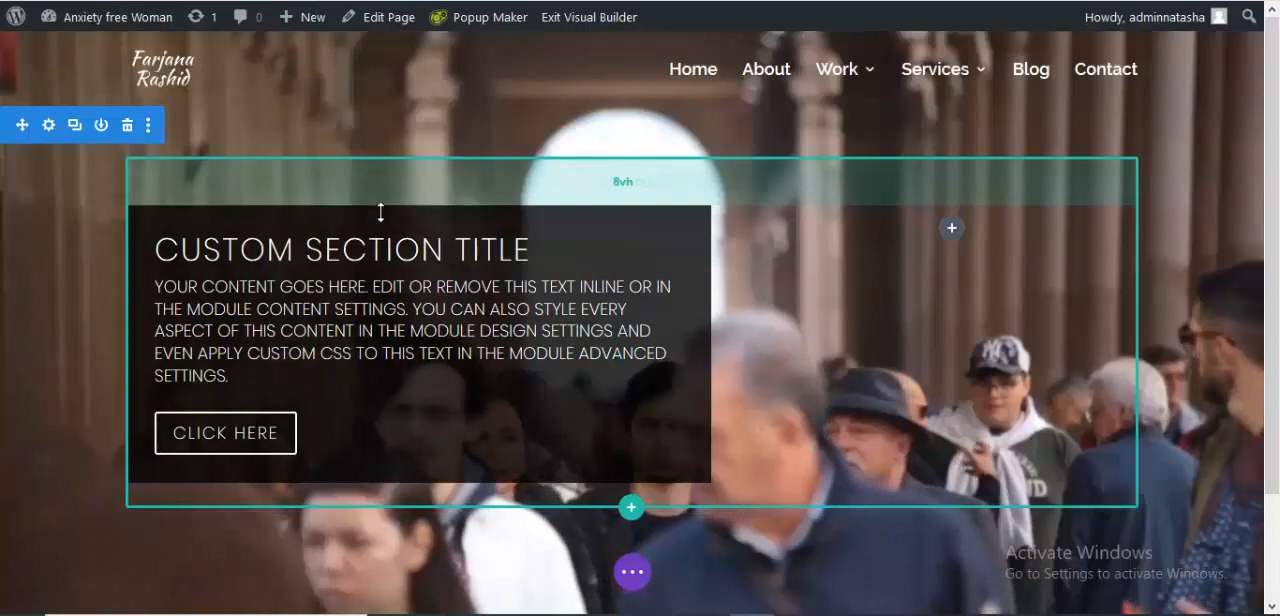 Anxiety free Woman 1 0 New Edit Page Popup Maker Exit Visual Builder Howdy, adminnatasha
Farjana
Rashid
Home About Work Services Blog Contact
8vh
CUSTOM SECTION TITLE
YOUR CONTENT GOES HERE. EDIT OR REMOVE THIS TEXT INLINE OR IN
THE MODULE CONTENT SETTINGS. YOU CAN ALSO STYLE EVERY
ASPECT OF THIS CONTENT IN THE MODULE DESIGN SETTINGS AND
EVEN APPLY CUSTOM CSS TO THIS TEXT IN THE MODULE ADVANCED
SETTINGS.
CLICK HERE
Activate Windows
Go to Settings to activate Windows.